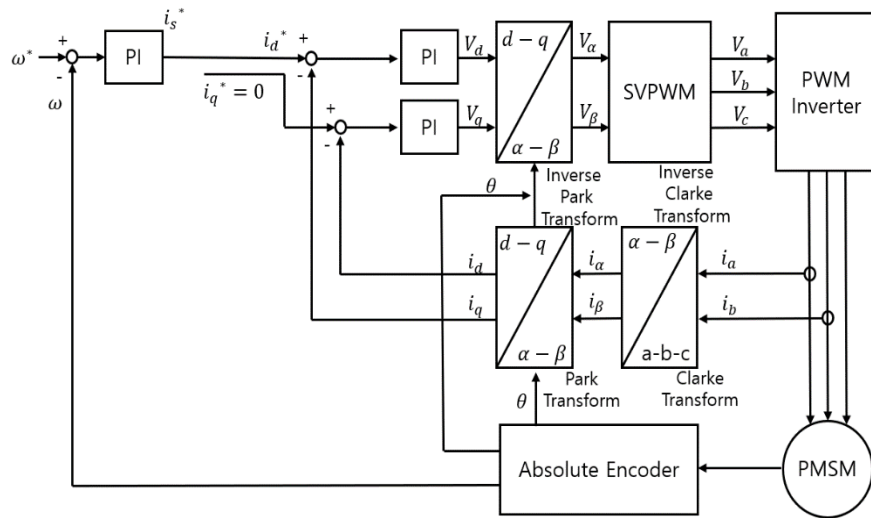 i_s*
ω*
+
-
ω
PI
i_d*
+
-
i_q* = 0
+
-
PI
V_d
PI
V_q
d − q
α − β
Inverse
Park
Transform
V_α
V_β
SVPWM
Inverse
Clarke
Transform
V_a
V_b
V_c
PWM
Inverter
θ
i_d
i_q
d − q
α − β
Park
Transform
i_α
i_β
α − β
a-b-c
Clarke
Transform
i_a
i_b
θ
Absolute Encoder
PMSM